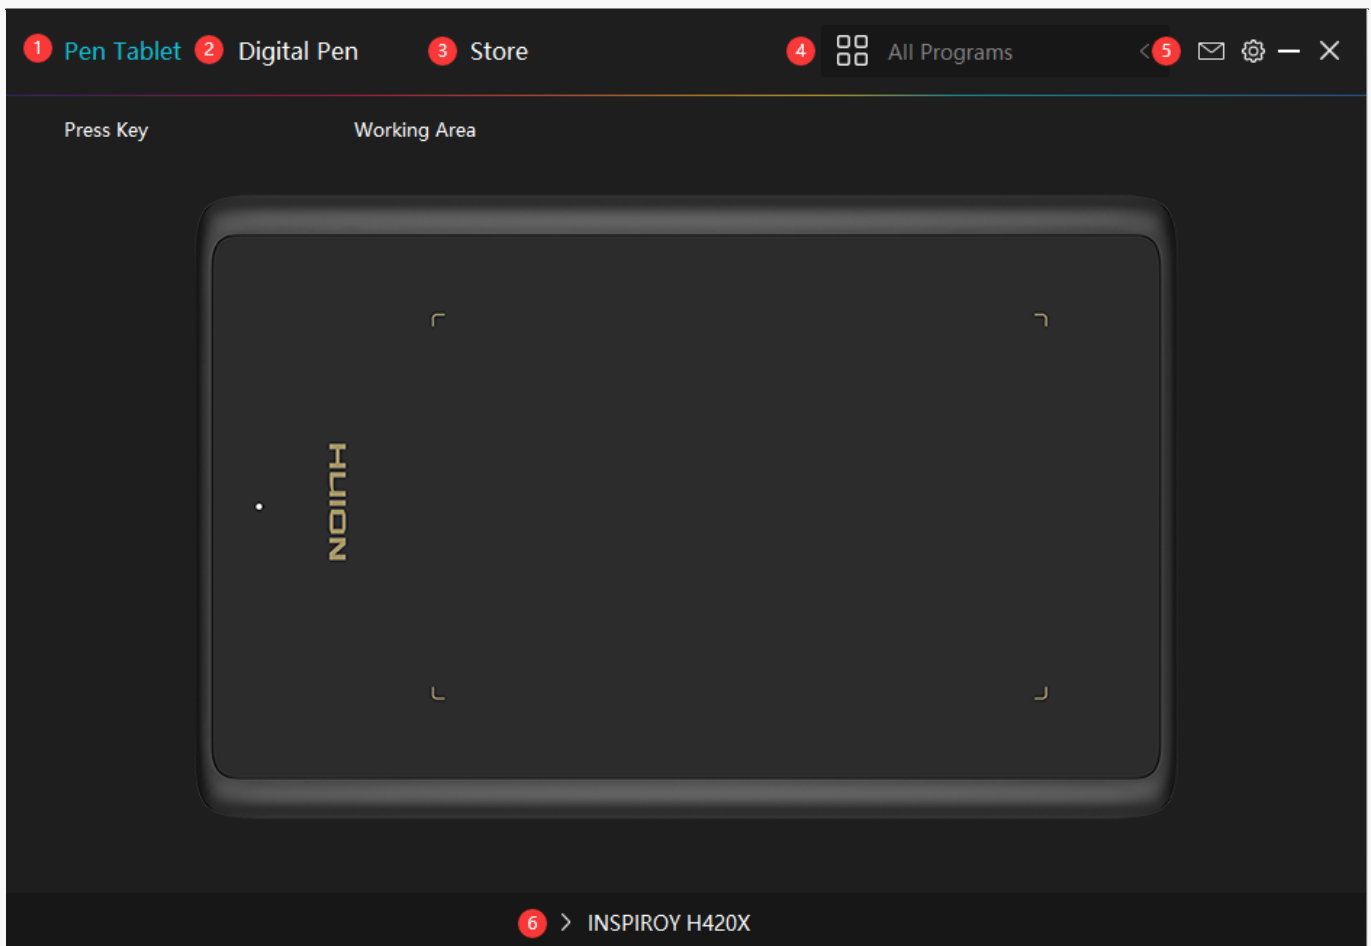 1 Pen Tablet 2 Digital Pen 3 Store 4 All Programs 5
Press Key Working Area
HUION
6 > INSPIROY H420X